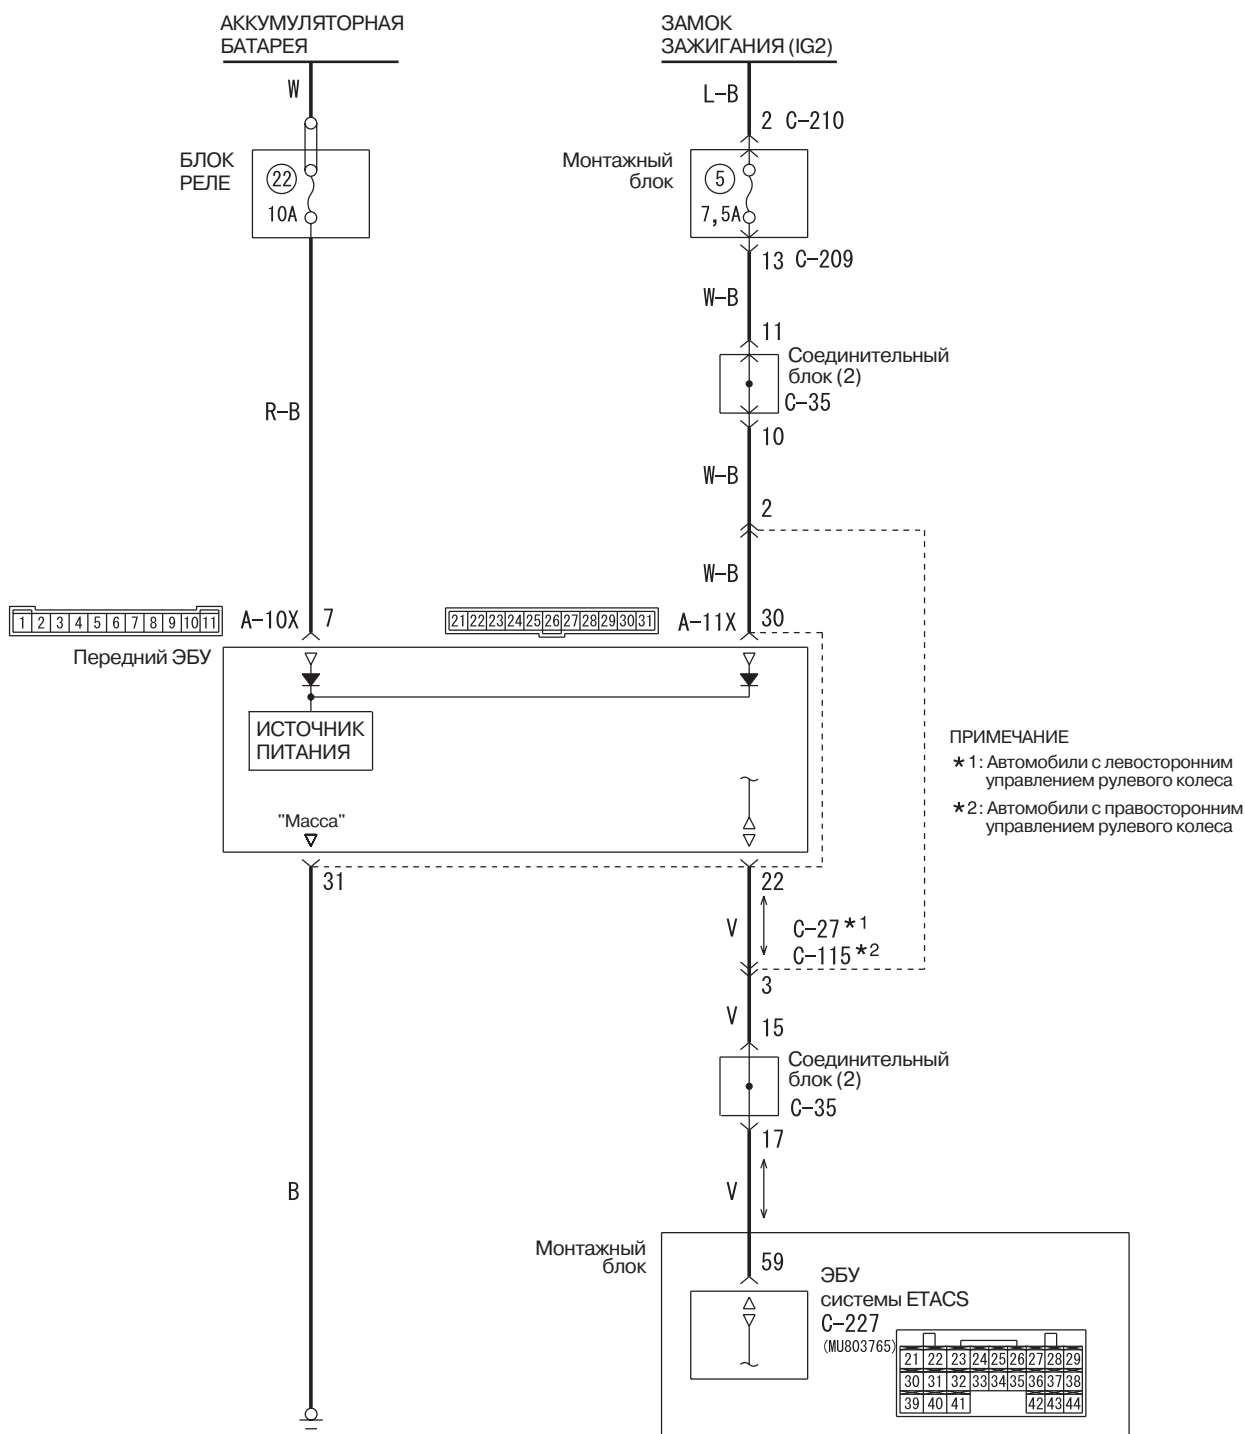 АККУМУЛЯТОРНАЯ
БАТАРЕЯ
ЗАМОК
ЗАЖИГАНИЯ (IG2)
W
L-B
2 C-210
БЛОК
РЕЛЕ
22
10A
Монтажный
блок
5
7,5A
13 C-209
W-B
11
Соединительный
блок (2)
C-35
R-B
10
W-B
2
W-B
1 2 3 4 5 6 7 8 9 10 11
A-10X 7
21 22 23 24 25 26 27 28 29 30 31
A-11X 30
Передний ЭБУ
ИСТОЧНИК
ПИТАНИЯ
"Масса"
ПРИМЕЧАНИЕ
*1: Автомобили с левосторонним
управлением рулевого колеса
*2: Автомобили с правосторонним
управлением рулевого колеса
31
22
V
C-27*1
C-115*2
3
V
15
Соединительный
блок (2)
C-35
17
B
V
Монтажный
блок
59
ЭБУ
системы ETACS
C-227
(MU803765)
21 22 23 24 25 26 27 28 29
30 31 32 33 34 35 36 37 38
39 40 41 42 43 44